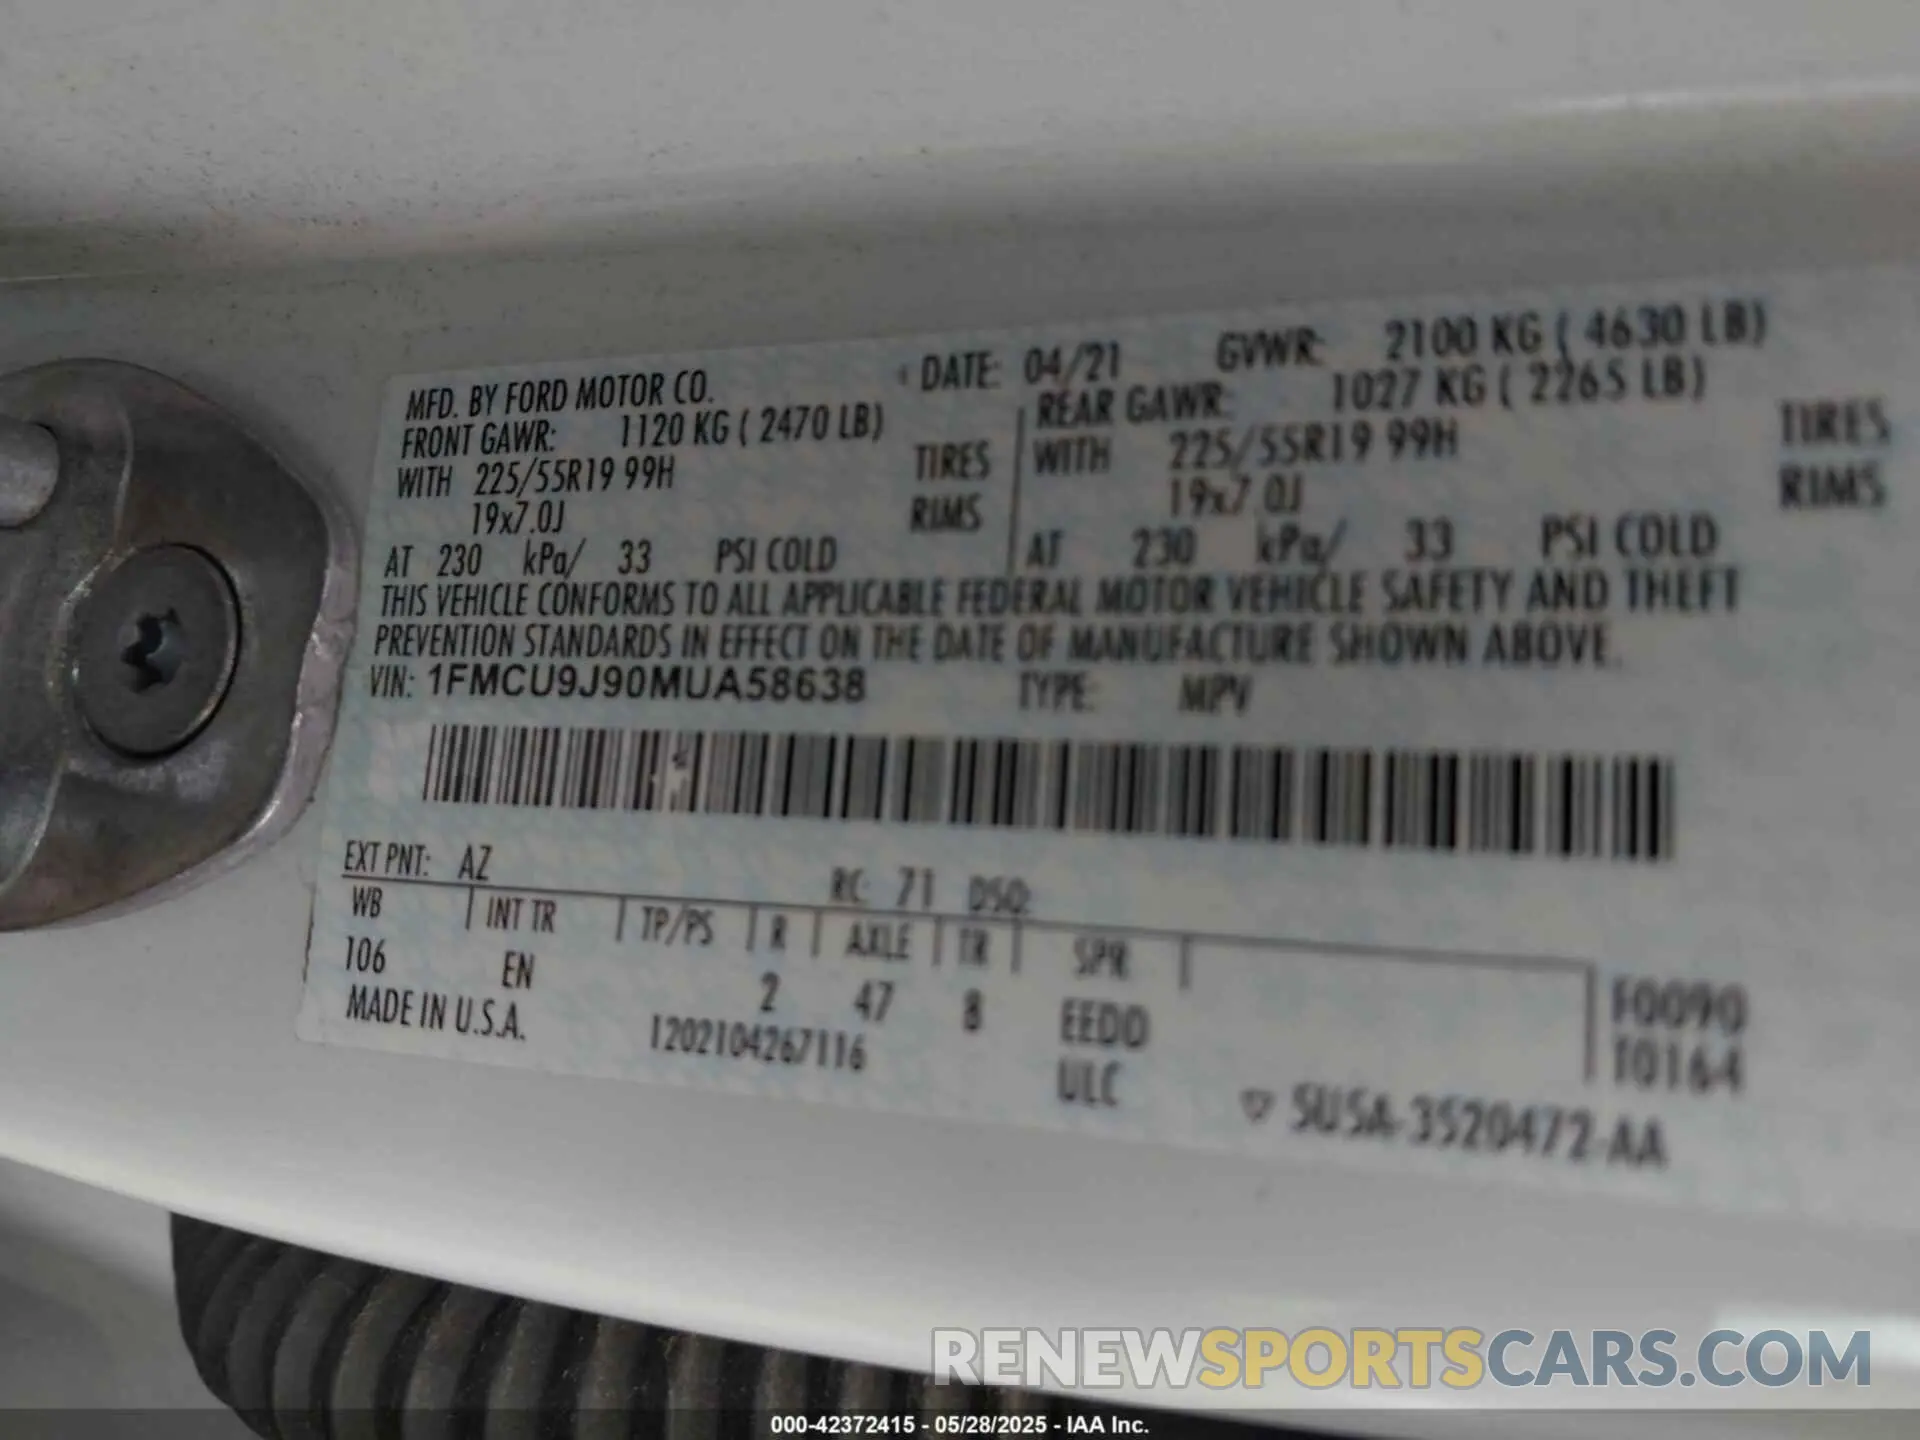 MFD. BY FORD MOTOR CO. DATE: 04/21 GVWR: 2100 KG ( 4630 LB)
FRONT GAWR: 1120 KG ( 2470 LB) REAR GAWR: 1027 KG ( 2265 LB)
WITH 225/55R19 99H TIRES WITH 225/55R19 99H TIRES
19x7.0J RIMS 19x7.0J RIMS
AT 230 kPa/ 33 PSI COLD AT 230 kPa/ 33 PSI COLD
THIS VEHICLE CONFORMS TO ALL APPLICABLE FEDERAL MOTOR VEHICLE SAFETY AND THEFT
PREVENTION STANDARDS IN EFFECT ON THE DATE OF MANUFACTURE SHOWN ABOVE.
VIN: 1FMCU9J90MUA58638 TYPE: MPV
EXT PNT: AZ RC: 71 DSO:
WB INT TR TP/PS R AXLE TR SPR
106 EN 2 47 8 EEDD F0090
MADE IN U.S.A. 1202104267116 ULC T0164
▽ 5U5A-3520472-AA
RENEWSPORTSCARS.COM
000-42372415 - 05/28/2025 - IAA Inc.